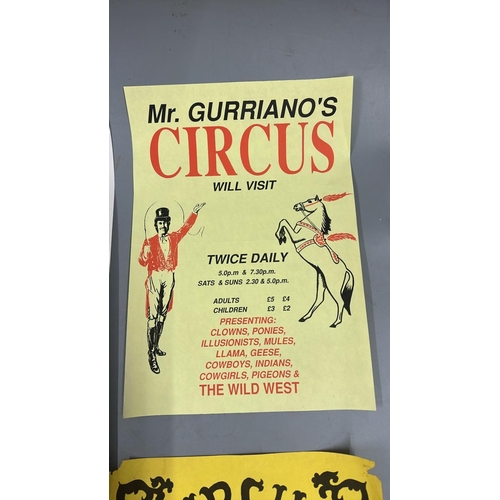 Mr. GURRIANO'S
CIRCUS
WILL VISIT
TWICE DAILY
5.0p.m & 7.30p.m.
SATS & SUNS 2.30 & 5.0p.m.
ADULTS £5 £4
CHILDREN £3 £2
PRESENTING:
CLOWNS, PONIES,
ILLUSIONISTS, MULES,
LLAMA, GEESE,
COWBOYS, INDIANS,
COWGIRLS, PIGEONS &
THE WILD WEST